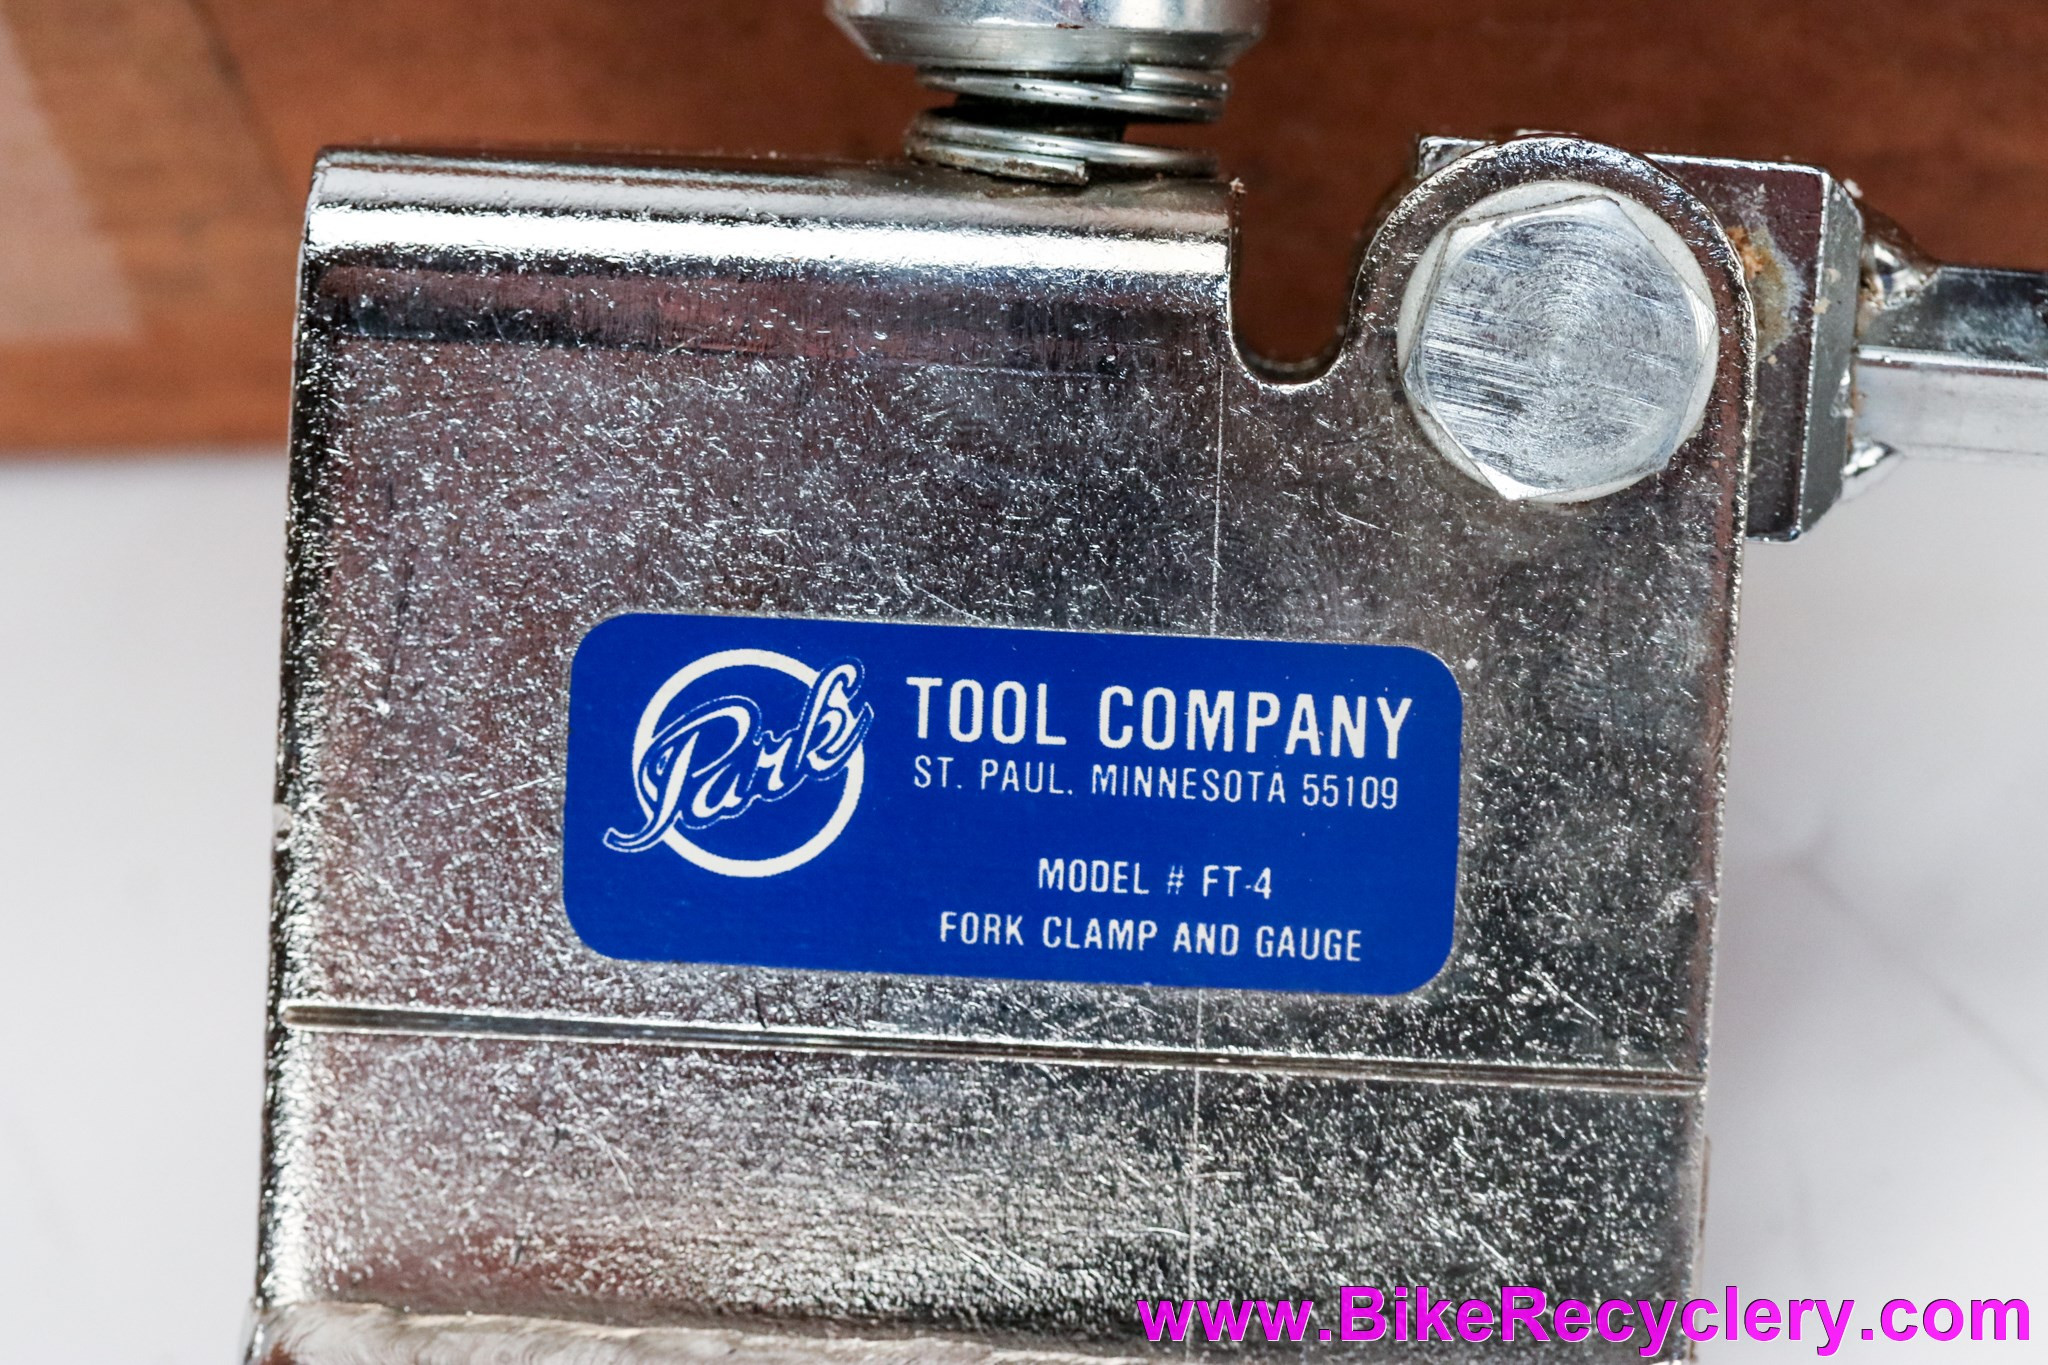 Park
TOOL COMPANY
ST. PAUL. MINNESOTA 55109
MODEL # FT-4
FORK CLAMP AND GAUGE
www.BikeRecyclery.com